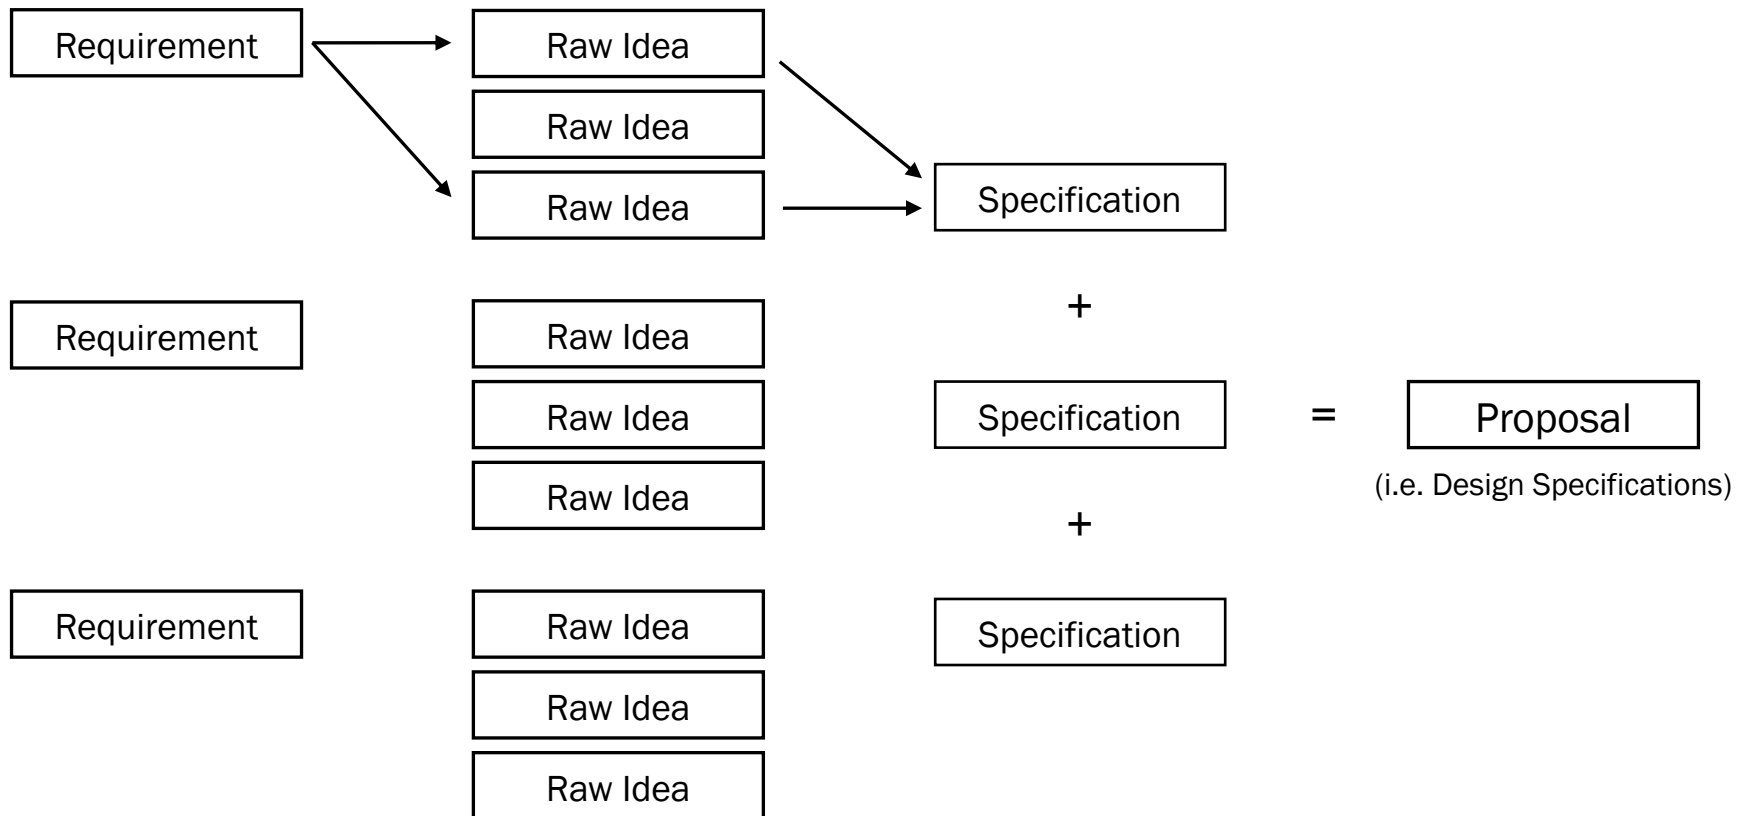 Requirement
Raw Idea
Raw Idea
Raw Idea
Specification
+
Requirement
Raw Idea
Raw Idea
Raw Idea
Specification
=
Proposal
(i.e. Design Specifications)
+
Requirement
Raw Idea
Raw Idea
Raw Idea
Specification